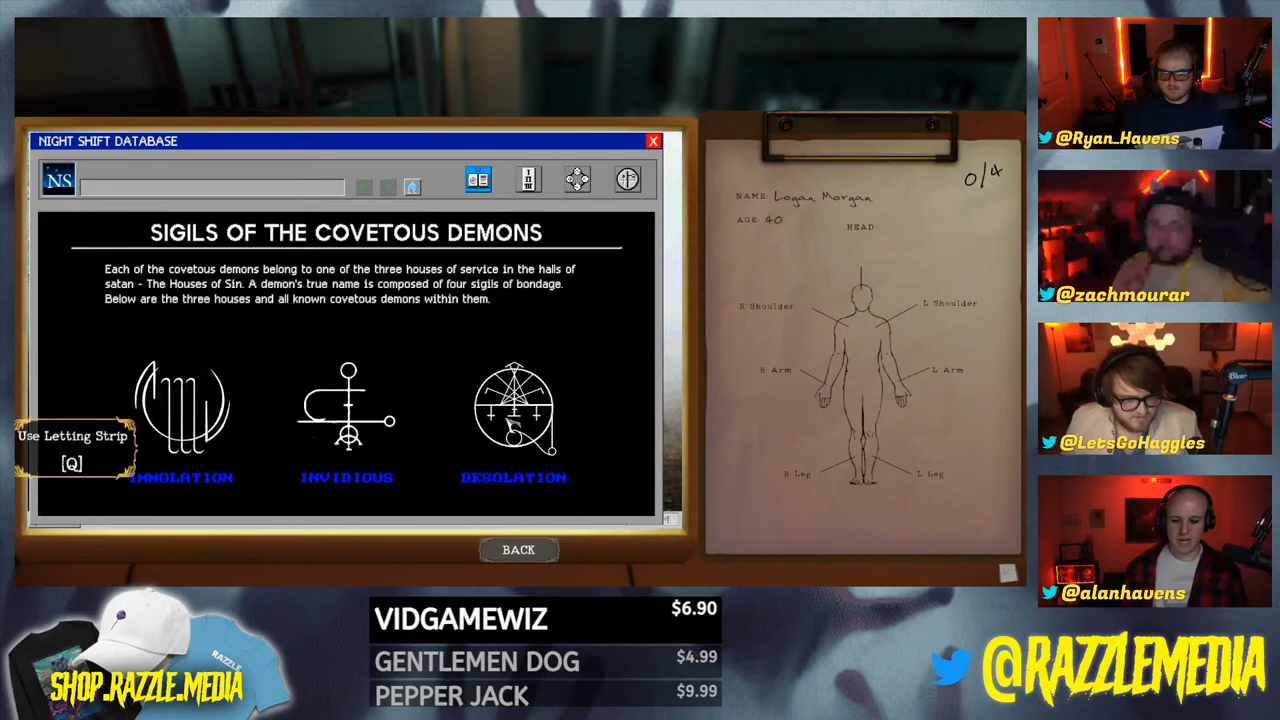 NIGHT SHIFT DATABASE
X
NS
SIGILS OF THE COVETOUS DEMONS
Each of the covetous demons belong to one of the three houses of service in the halls of
satan - The Houses of Sin. A demon's true name is composed of four sigils of bondage.
Below are the three houses and all known covetous demons within them.
Use Letting Strip
[Q]
IMMOLATION
INVIDIOUS
DESOLATION
BACK
0/4
NAME: Logan Morgan
AGE: 40
HEAD
R Shoulder
L Shoulder
R Arm
L Arm
R Leg
L Leg
@Ryan_Havens
@zachmourar
Blue
@LetsGoHaggles
@alanhavens
RAZZLE
SHOP.RAZZLE.MEDIA
VIDGAMEWIZ $6.90
GENTLEMEN DOG $4.99
PEPPER JACK $9.99
@RAZZLEMEDIA